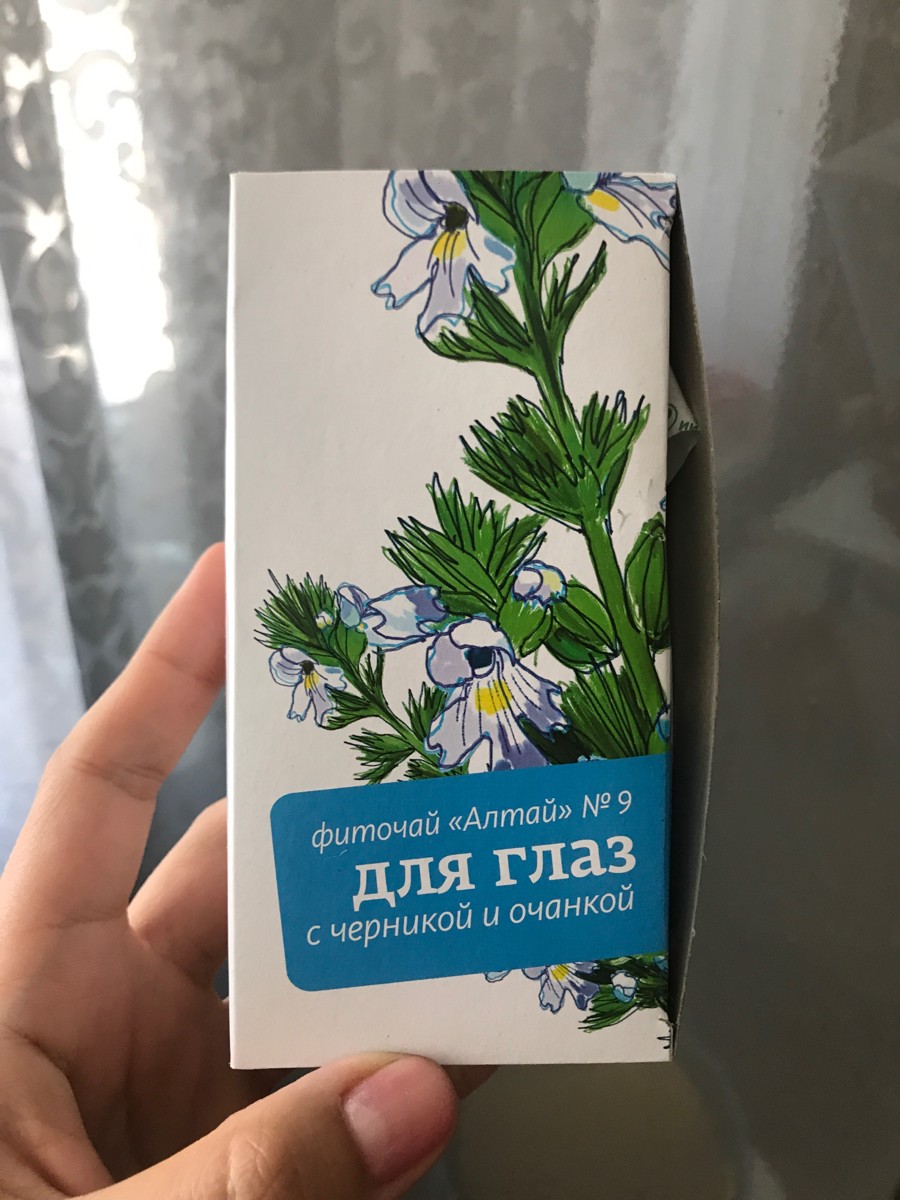 фиточай «Алтай» № 9
для глаз
с черникой и очанкой